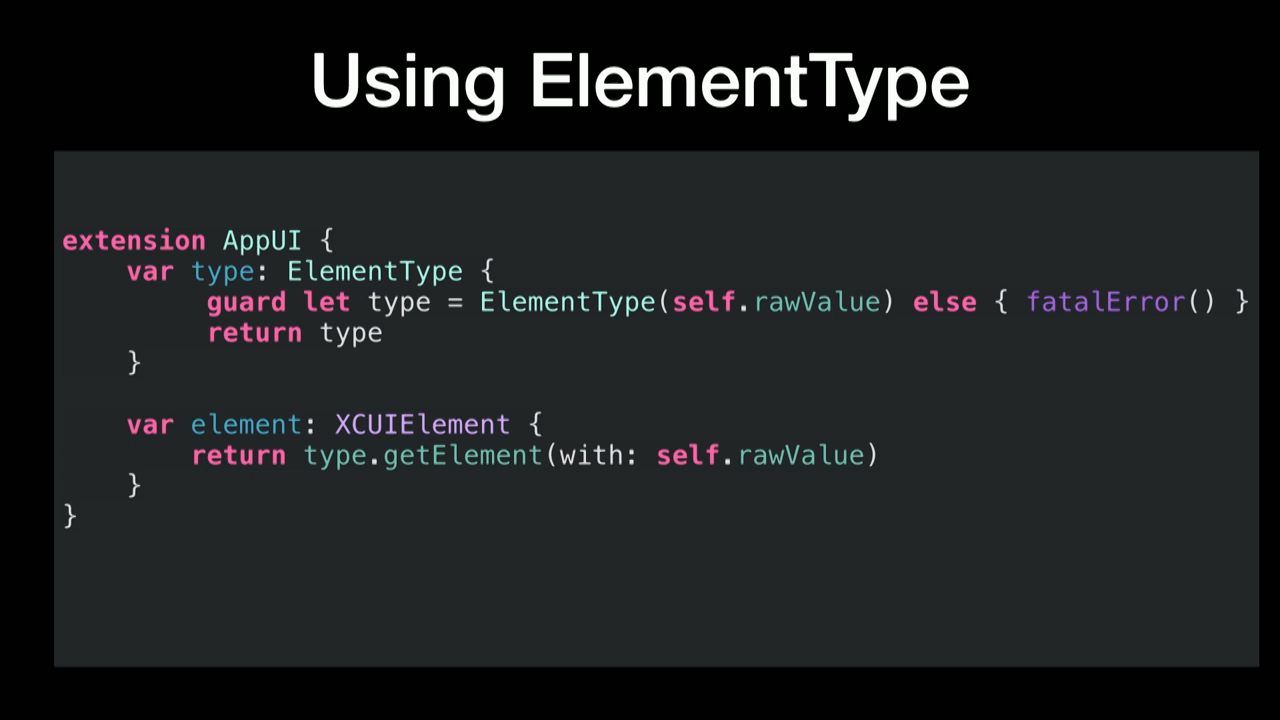 Using ElementType
extension AppUI {
    var type: ElementType {
         guard let type = ElementType(self.rawValue) else { fatalError() }
         return type
    }
    var element: XCUIElement {
        return type.getElement(with: self.rawValue)
    }
}